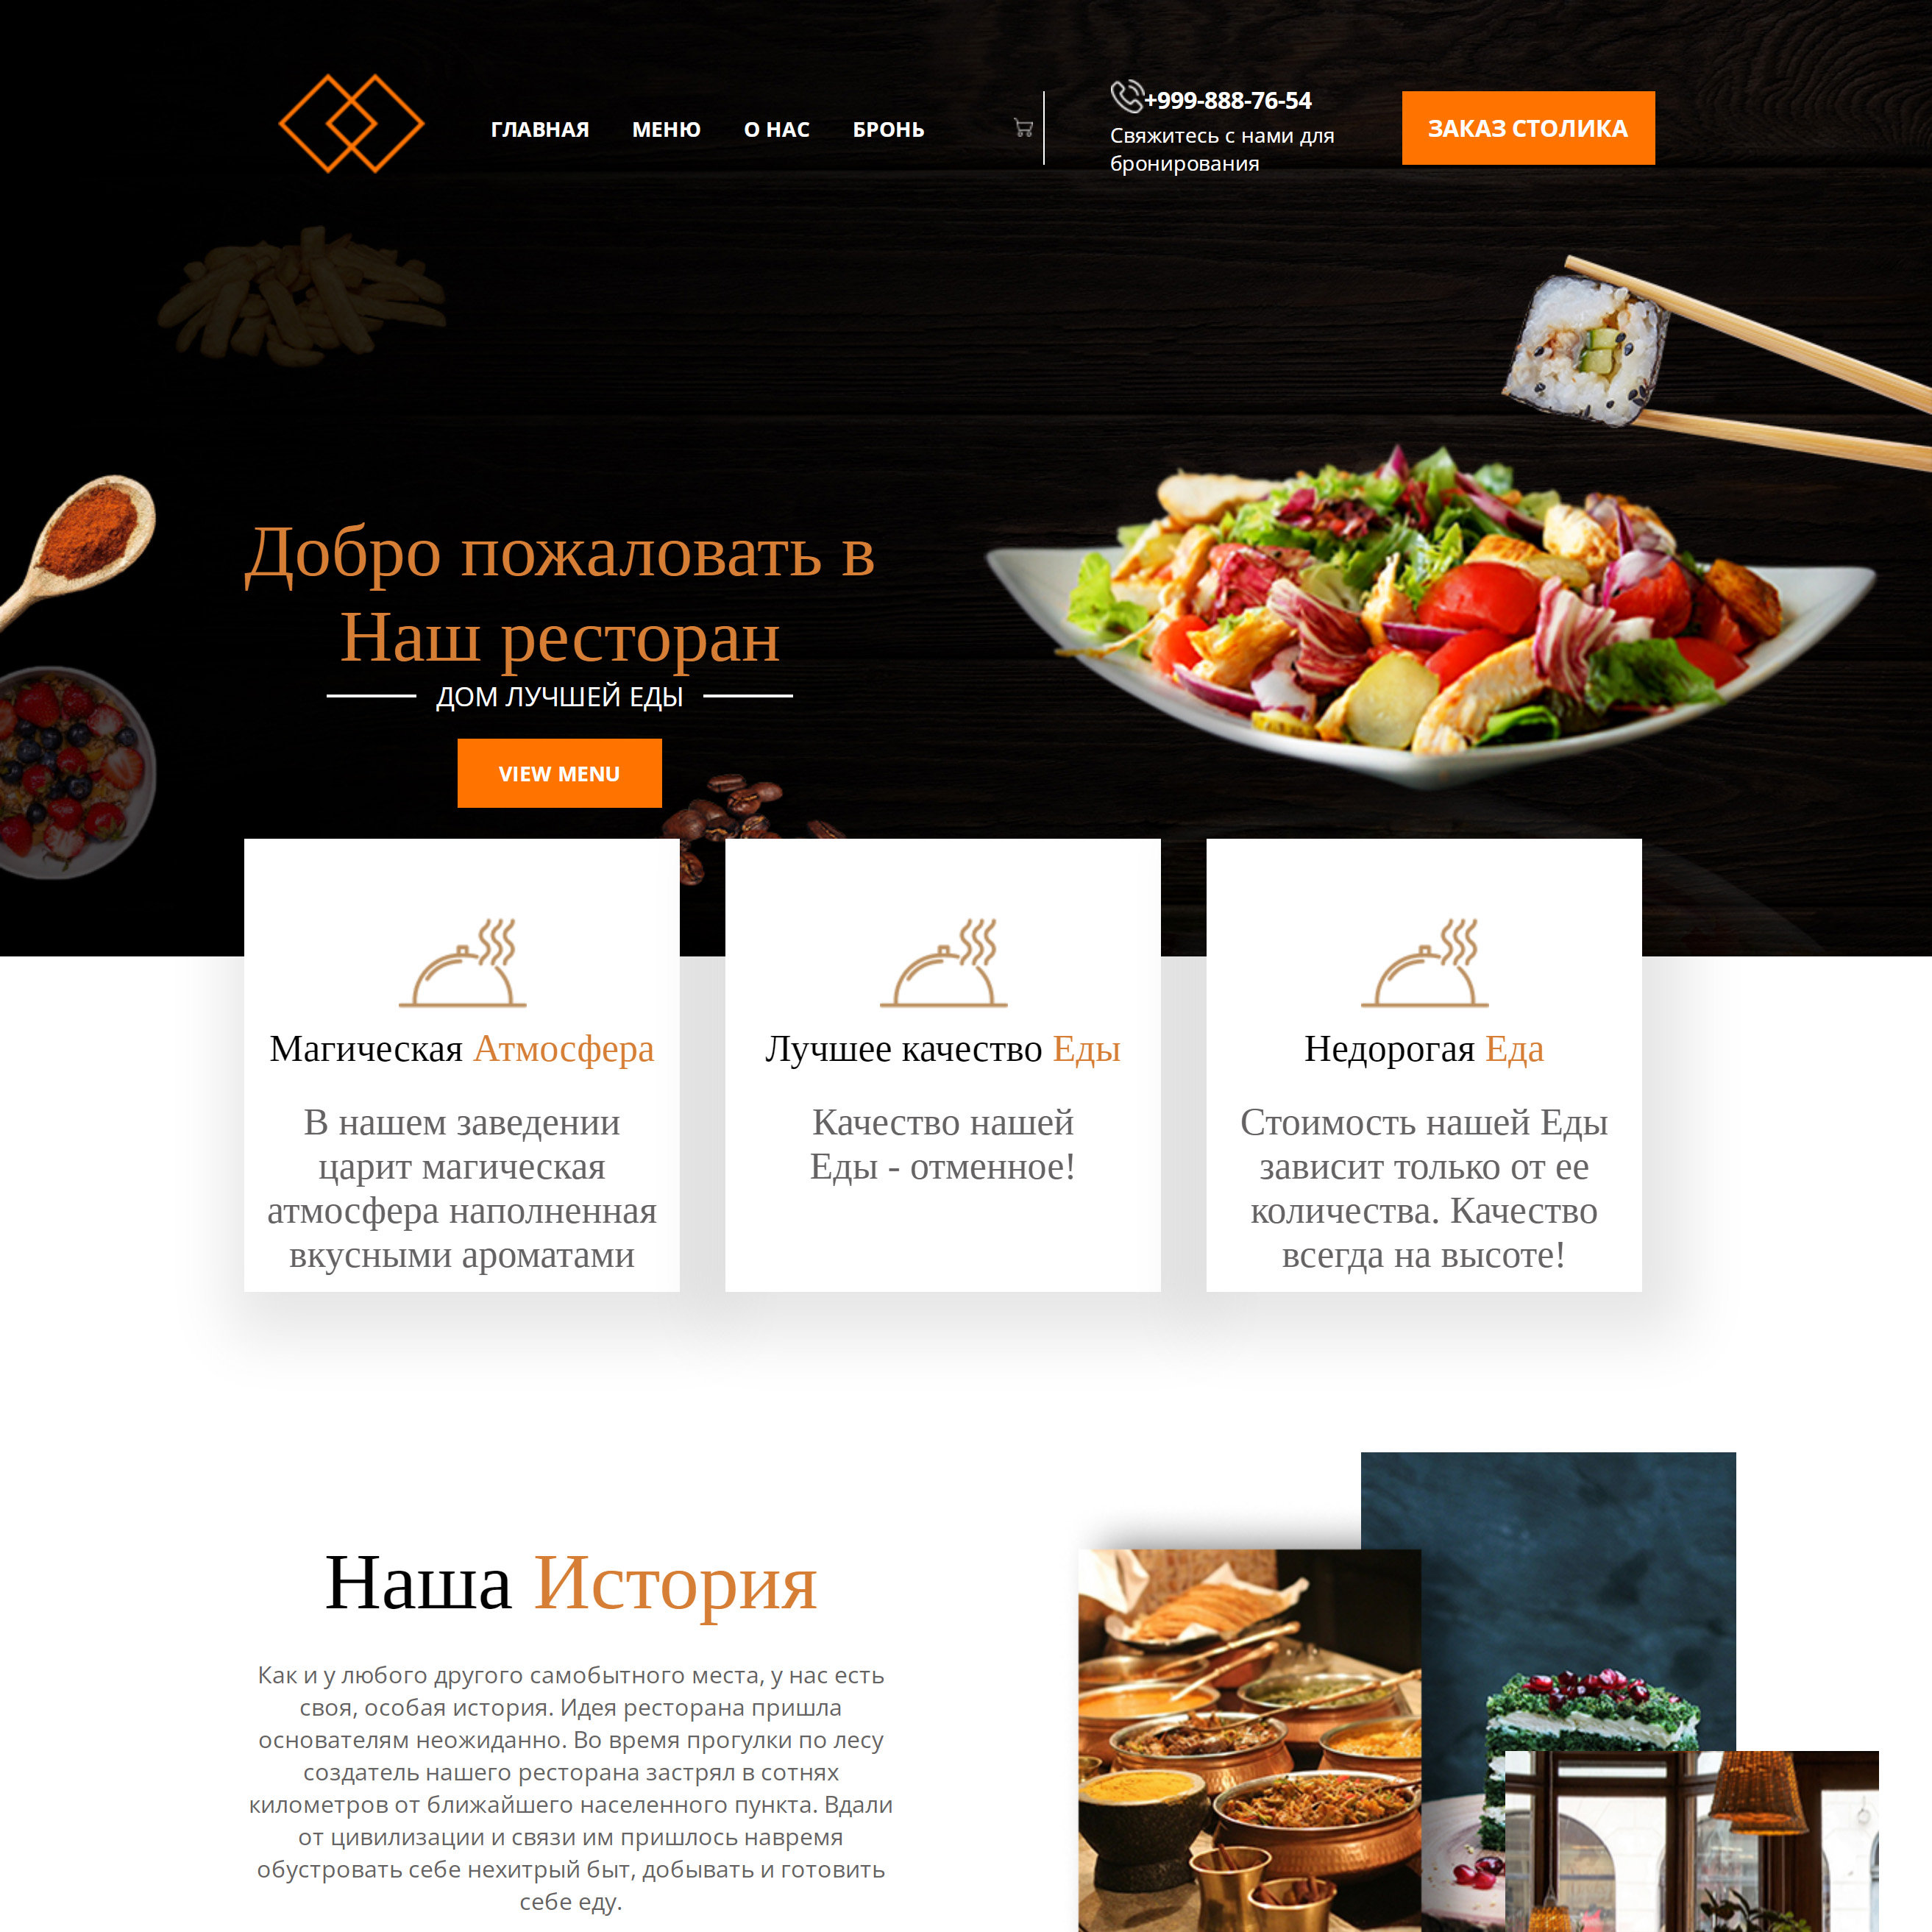 ГЛАВНАЯ МЕНЮ О НАС БРОНЬ
+999-888-76-54
Свяжитесь с нами для
бронирования
ЗАКАЗ СТОЛИКА
Добро пожаловать в
Наш ресторан
ДОМ ЛУЧШЕЙ ЕДЫ
VIEW MENU
Магическая Атмосфера
В нашем заведении
царит магическая
атмосфера наполненная
вкусными ароматами
Лучшее качество Еды
Качество нашей
Еды - отменное!
Недорогая Еда
Стоимость нашей Еды
зависит только от ее
количества. Качество
всегда на высоте!
Наша История
Как и у любого другого самобытного места, у нас есть
своя, особая история. Идея ресторана пришла
основателям неожиданно. Во время прогулки по лесу
создатель нашего ресторана застрял в сотнях
километров от ближайшего населенного пункта. Вдали
от цивилизации и связи им пришлось навремя
обустровать себе нехитрый быт, добывать и готовить
себе еду.